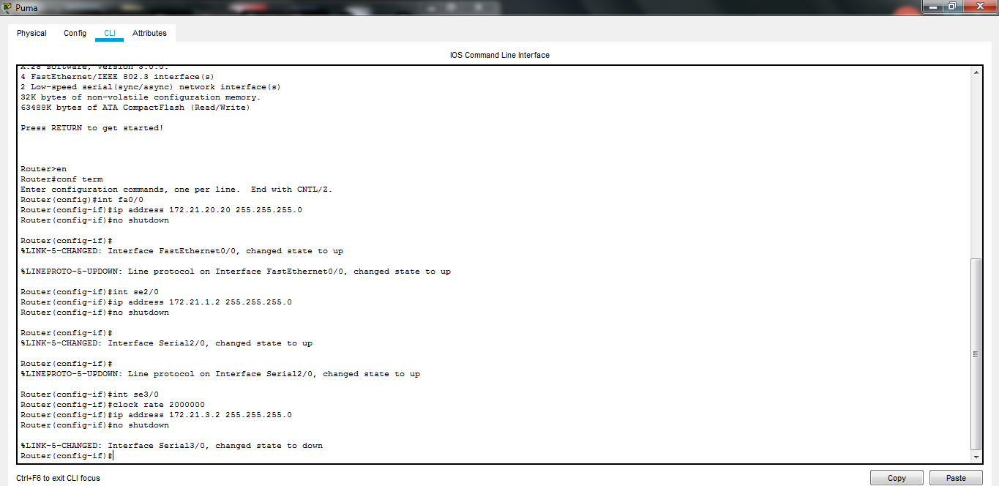 Puma
Physical Config CLI Attributes
IOS Command Line Interface
X.25 software, Version 3.0.0.
4 FastEthernet/IEEE 802.3 interface(s)
2 Low-speed serial(sync/async) network interface(s)
32K bytes of non-volatile configuration memory.
63488K bytes of ATA CompactFlash (Read/Write)
Press RETURN to get started!
Router>en
Router#conf term
Enter configuration commands, one per line.  End with CNTL/Z.
Router(config)#int fa0/0
Router(config-if)#ip address 172.21.20.20 255.255.255.0
Router(config-if)#no shutdown
Router(config-if)#
%LINK-5-CHANGED: Interface FastEthernet0/0, changed state to up
%LINEPROTO-5-UPDOWN: Line protocol on Interface FastEthernet0/0, changed state to up
Router(config-if)#int se2/0
Router(config-if)#ip address 172.21.1.2 255.255.255.0
Router(config-if)#no shutdown
Router(config-if)#
%LINK-5-CHANGED: Interface Serial2/0, changed state to up
Router(config-if)#
%LINEPROTO-5-UPDOWN: Line protocol on Interface Serial2/0, changed state to up
Router(config-if)#int se3/0
Router(config-if)#clock rate 2000000
Router(config-if)#ip address 172.21.3.2 255.255.255.0
Router(config-if)#no shutdown
%LINK-5-CHANGED: Interface Serial3/0, changed state to down
Router(config-if)#
Ctrl+F6 to exit CLI focus
Copy Paste